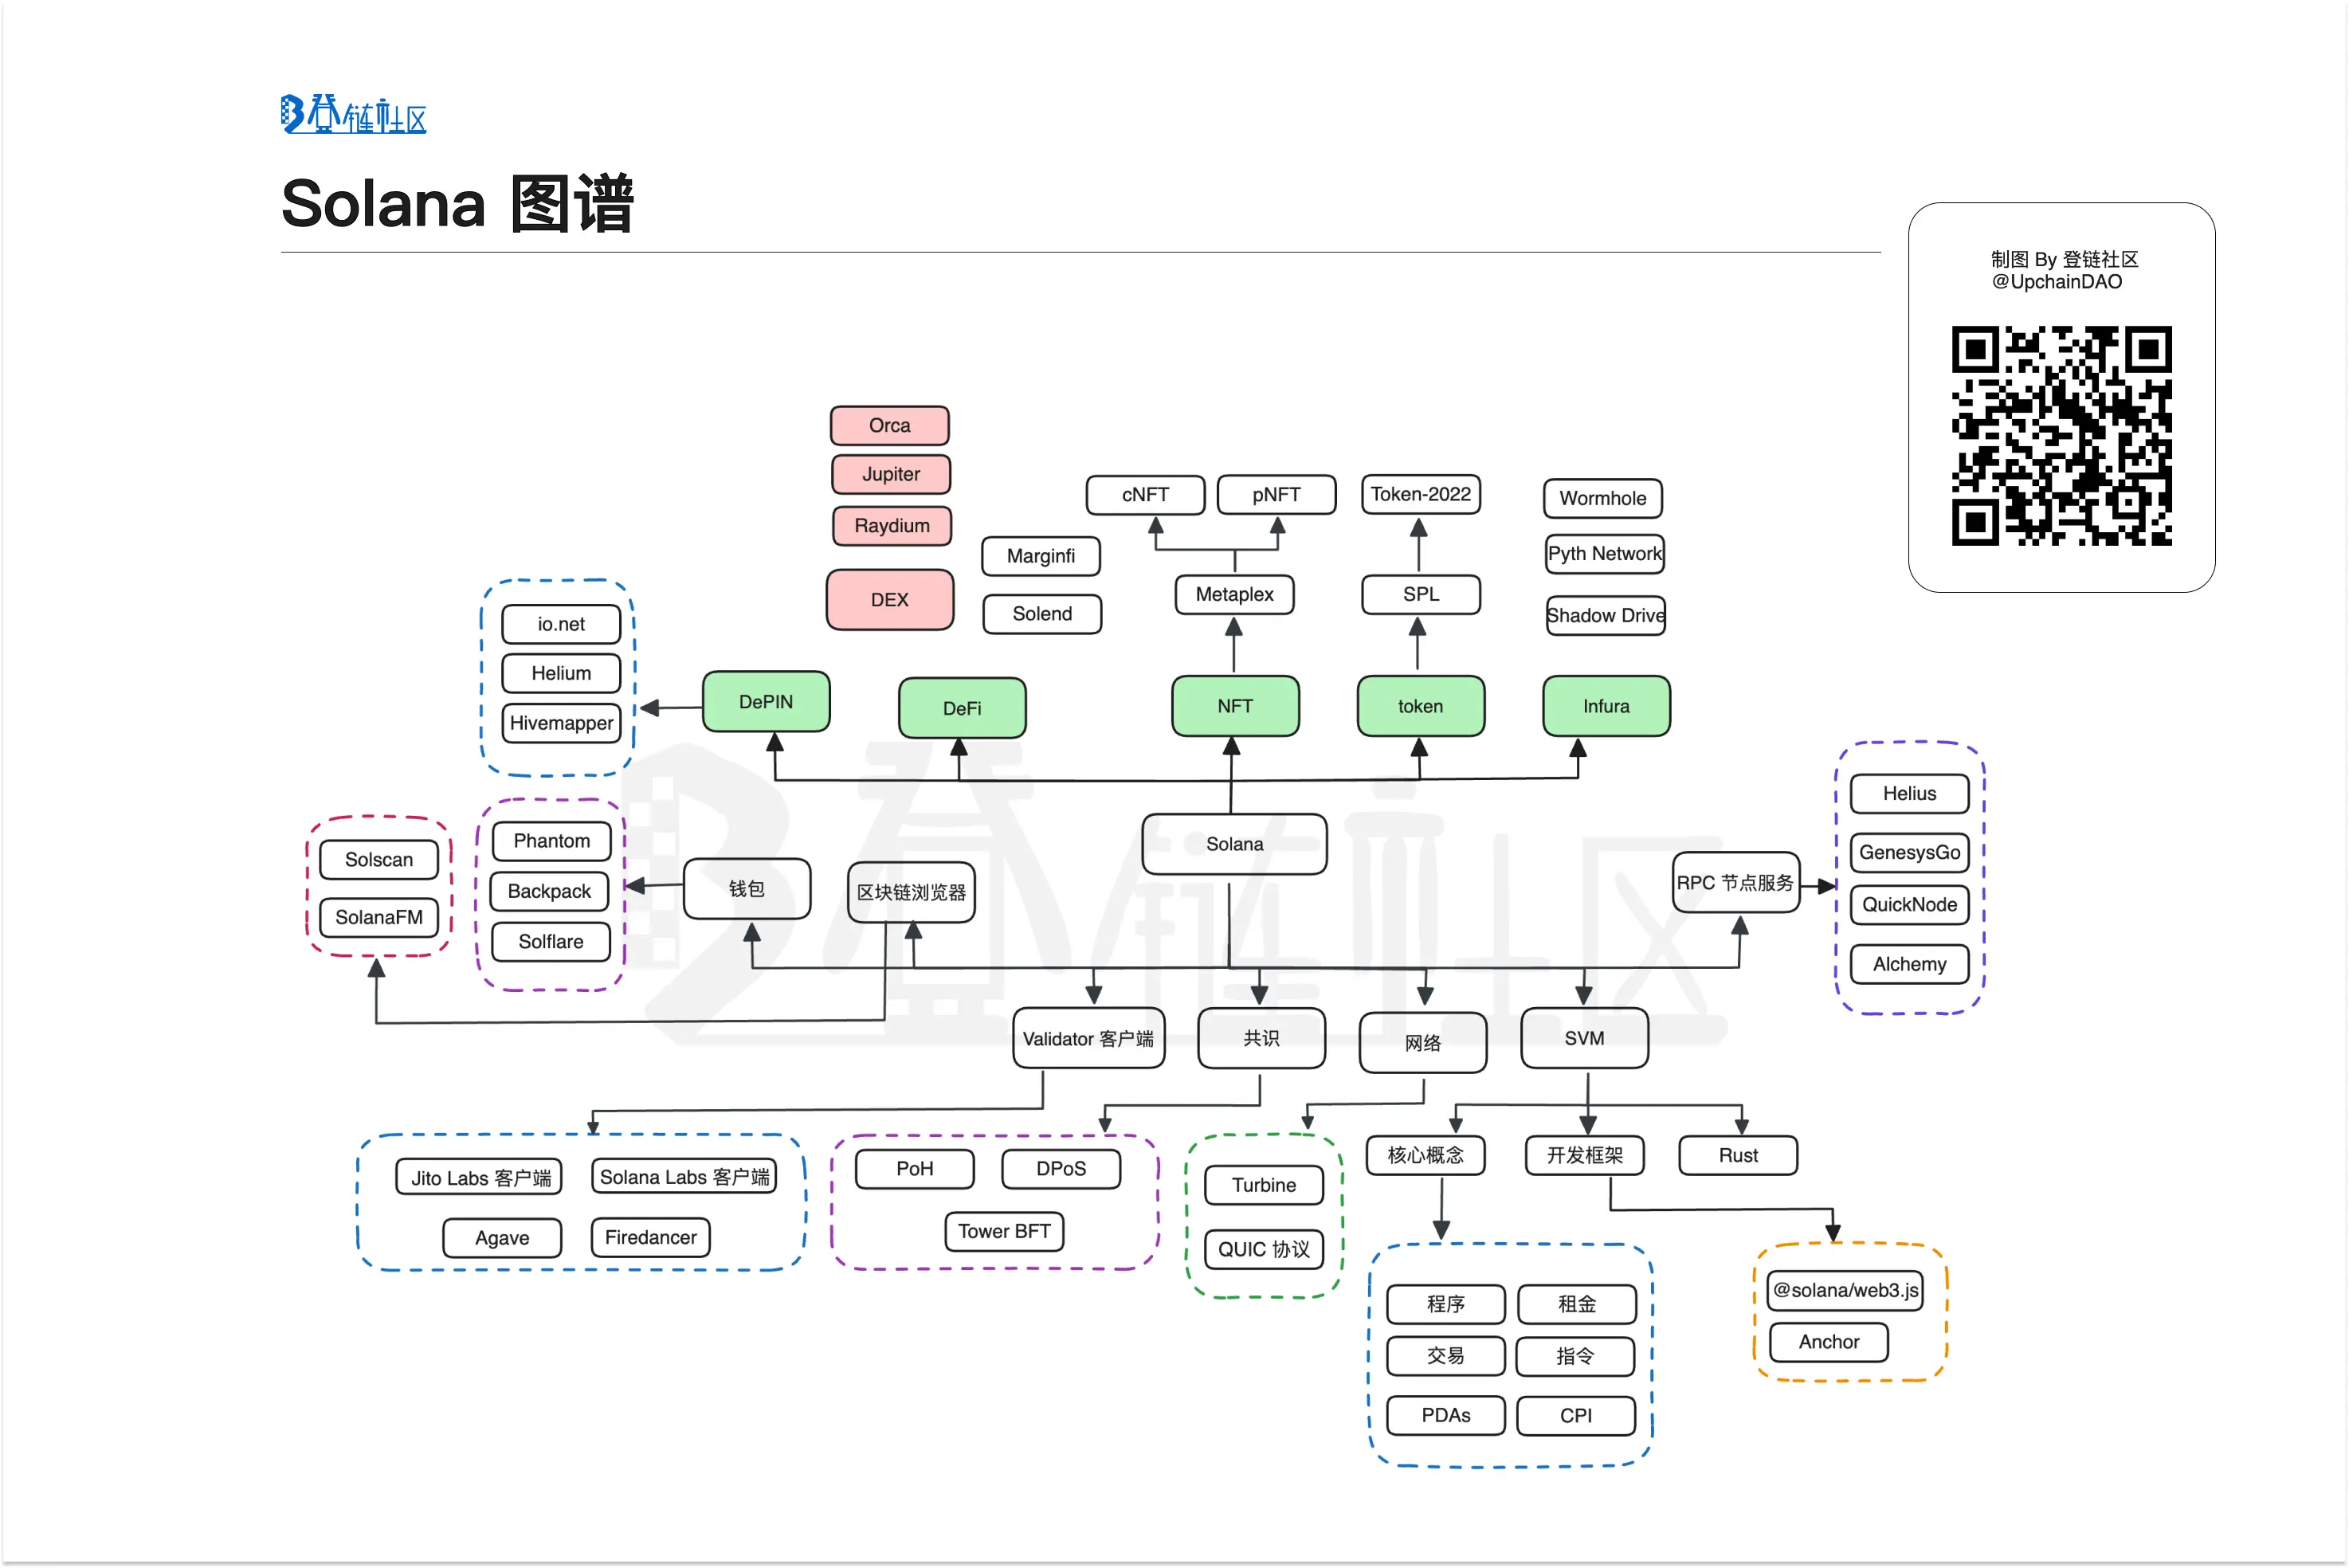 登链社区
Solana 图谱
制图 By 登链社区
@UpchainDAO
Orca
Jupiter
Raydium
DEX
Marginfi
Solend
cNFT
pNFT
Metaplex
Token-2022
SPL
Wormhole
Pyth Network
Shadow Drive
io.net
Helium
Hivemapper
DePIN
DeFi
NFT
token
Infura
Solscan
SolanaFM
Phantom
Backpack
Solflare
钱包
区块链浏览器
Solana
RPC 节点服务
Helius
GenesysGo
QuickNode
Alchemy
登链社区
Validator 客户端
共识
网络
SVM
Jito Labs 客户端
Solana Labs 客户端
Agave
Firedancer
PoH
DPoS
Tower BFT
Turbine
QUIC 协议
核心概念
开发框架
Rust
程序
租金
交易
指令
PDAs
CPI
@solana/web3.js
Anchor